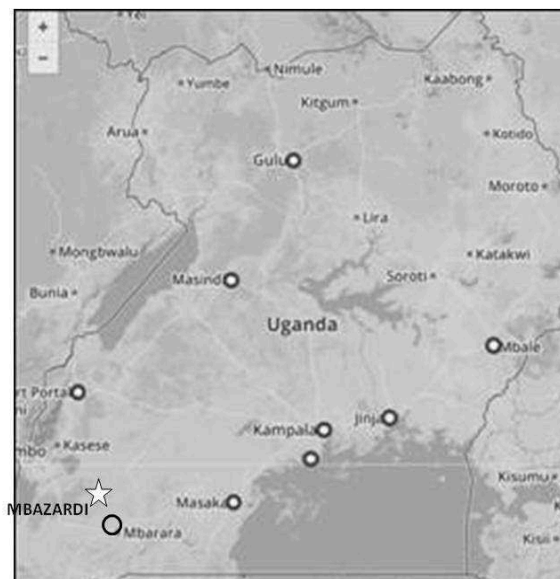 +
Yei
−
Nimule
Yumbe
Kaabong
Kitgum
Arua
Kotido
Gulu
Moroto
Lira
Mongbwalu
Katakwi
Masind
Soroti
Bunia
Uganda
Mbale
rt Portal
Jinja
Kampala
mbo
Kasese
Kisumu
MBAZARDI
Masaka
Mbarara
Kisii